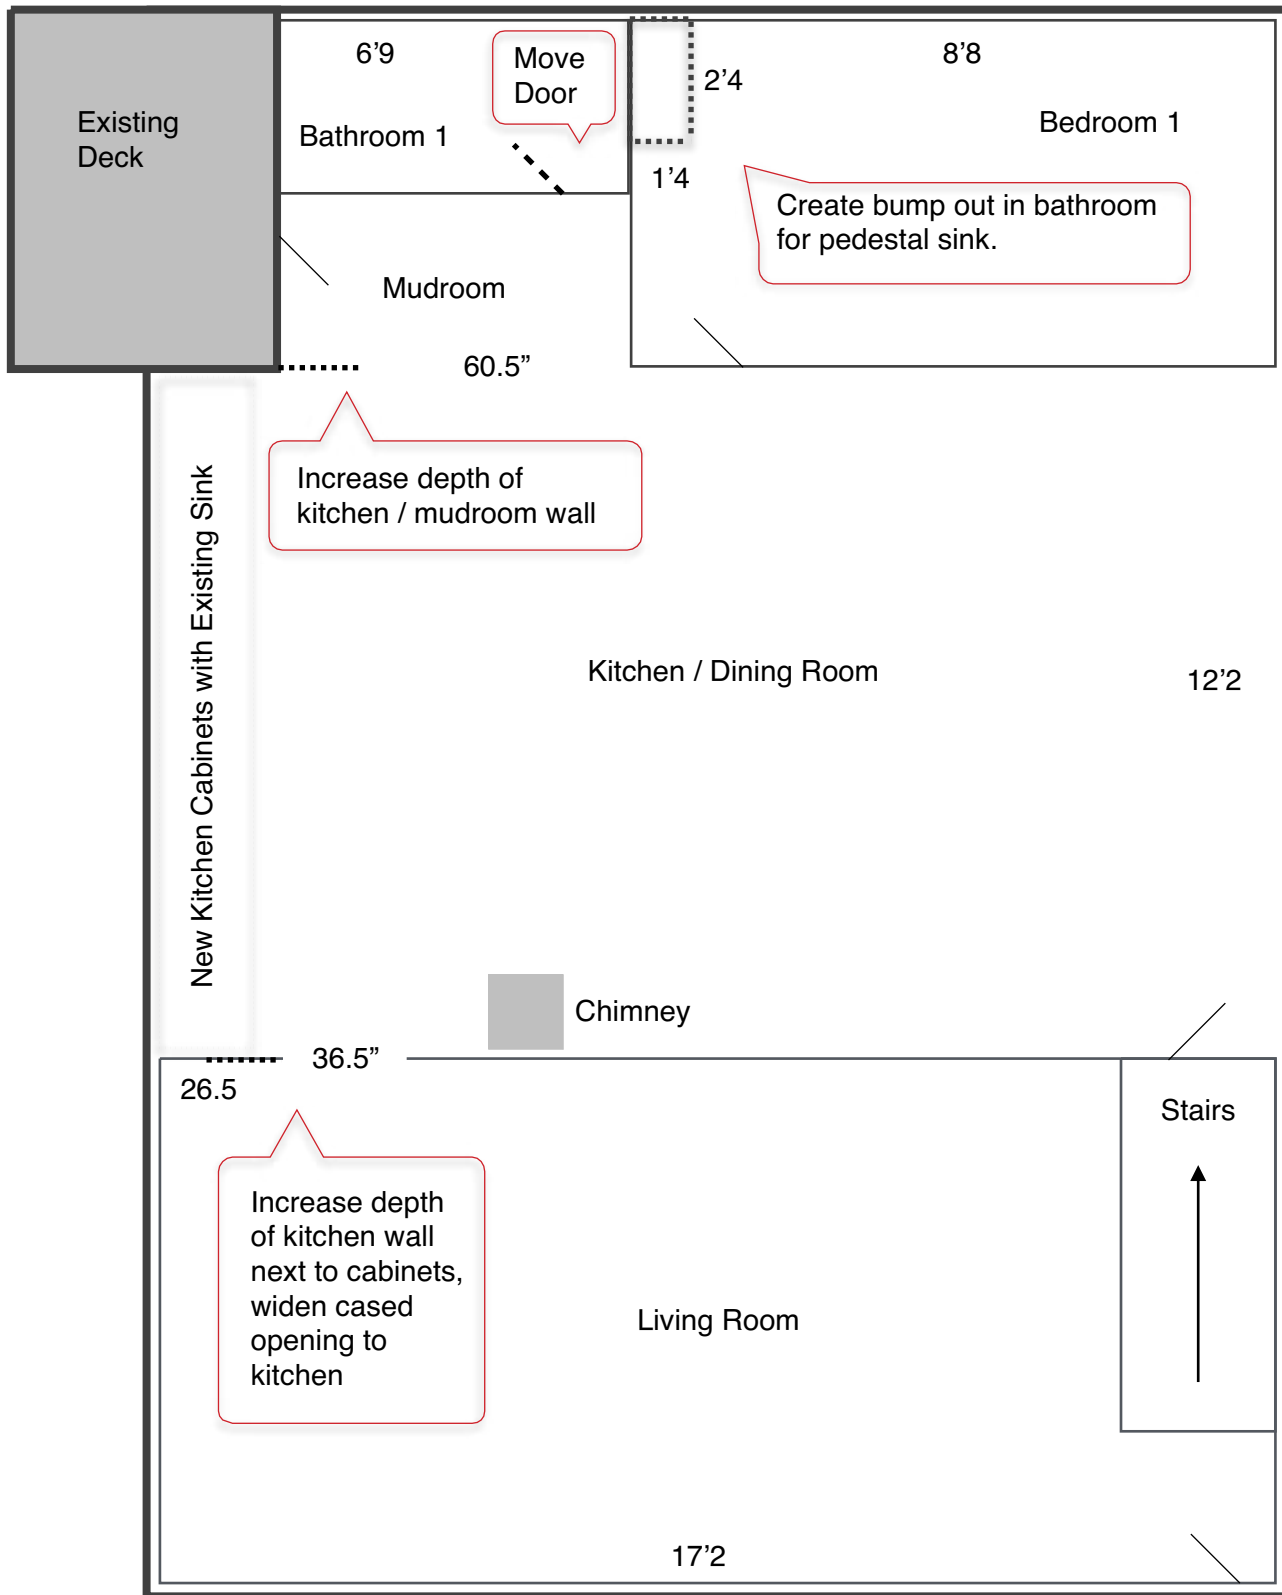 6’9
Move
Door
8’8
2’4
Existing
Deck
Bathroom 1
Bedroom 1
1’4
Create bump out in bathroom
for pedestal sink.
Mudroom
60.5”
Increase depth of
kitchen / mudroom wall
New Kitchen Cabinets with Existing Sink
Kitchen / Dining Room
12’2
Chimney
36.5”
26.5
Stairs
Increase depth
of kitchen wall
next to cabinets,
widen cased
opening to
kitchen
Living Room
17’2